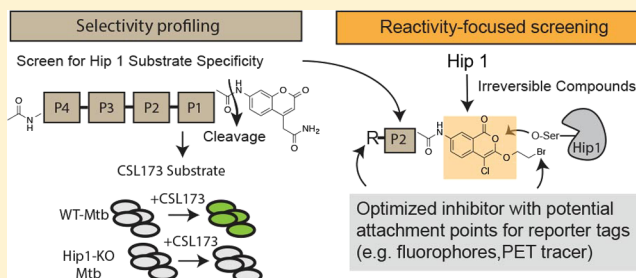 Selectivity profiling
Screen for Hip 1 Substrate Specificity
P4
P3
P2
P1
O
N
H
O
H
N
O
O
NH2
O
Cleavage
CSL173 Substrate
+CSL173
WT-Mtb
+CSL173
Hip1-KO
Mtb
Reactivity-focused screening
Hip 1
Irreversible Compounds
R
P2
O
H
N
O
O
O
Cl
Br
O-Ser
Hip1
Optimized inhibitor with potential
attachment points for reporter tags
(e.g. fluorophores,PET tracer)